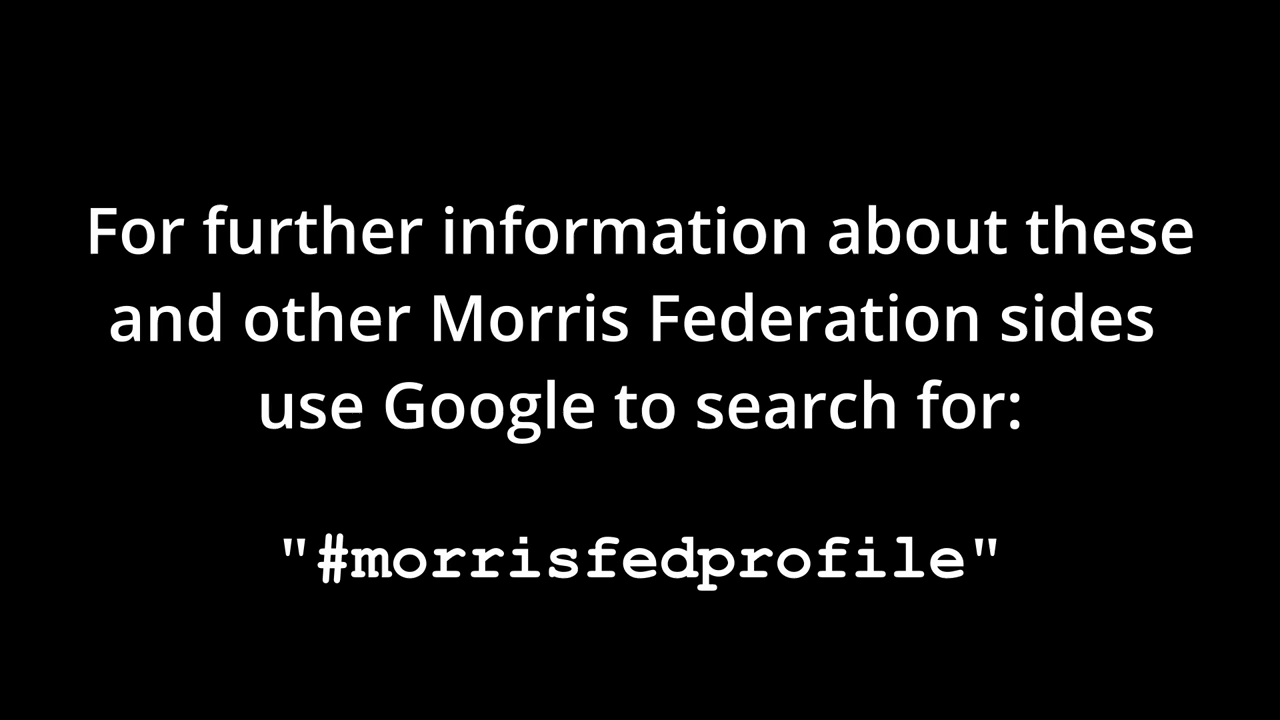 For further information about these
and other Morris Federation sides
use Google to search for:
"#morrisfedprofile"